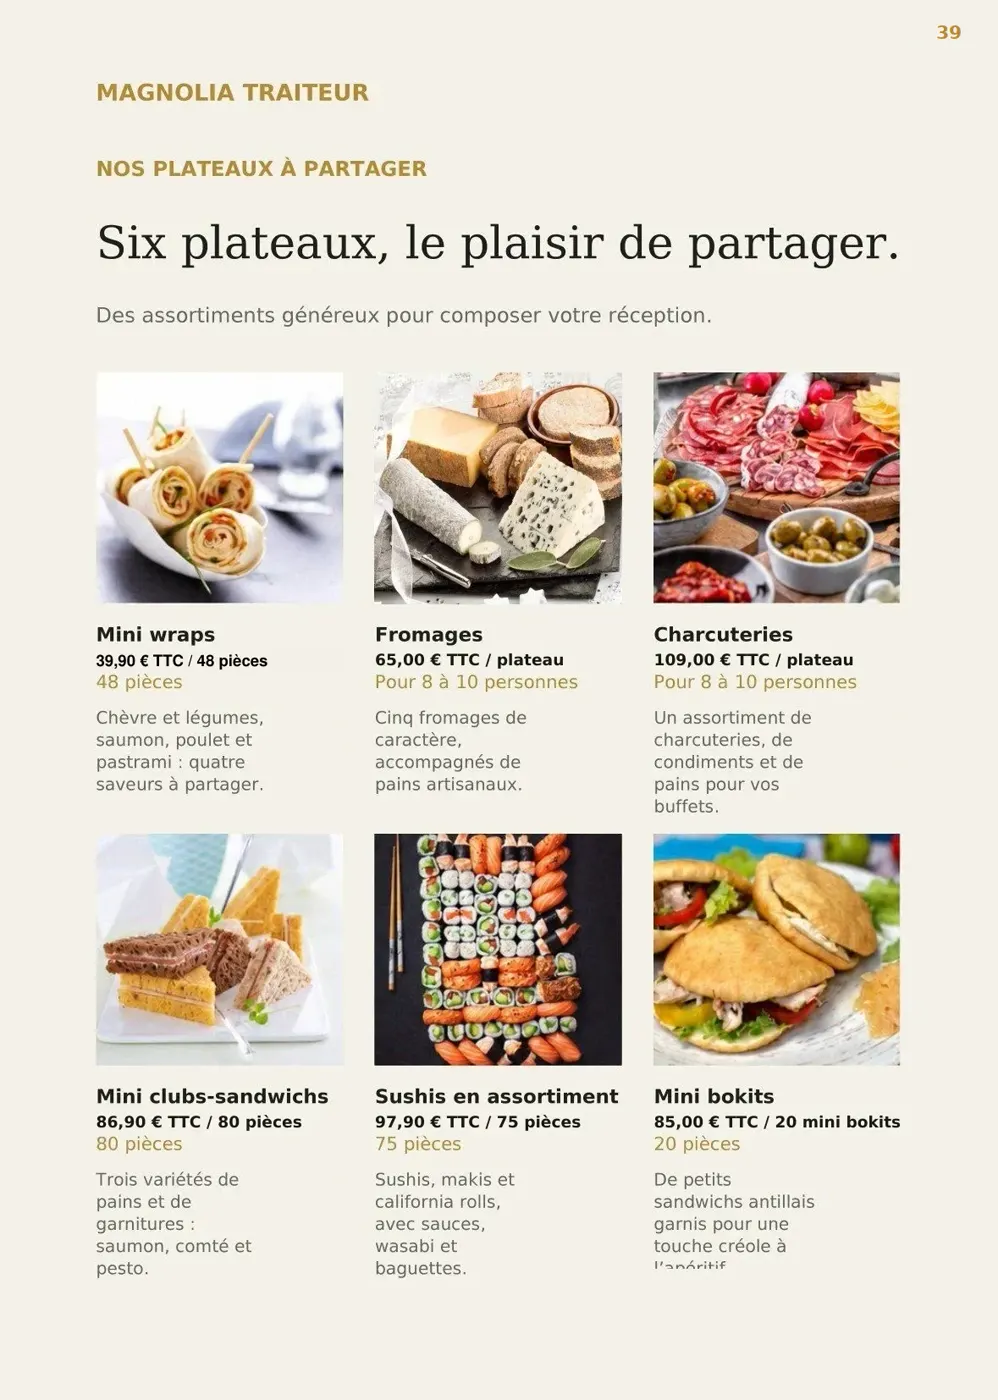 39
MAGNOLIA TRAITEUR
NOS PLATEAUX À PARTAGER
Six plateaux, le plaisir de partager.
Des assortiments généreux pour composer votre réception.
Mini wraps
39,90 € TTC / 48 pièces
48 pièces
Chèvre et légumes,
saumon, poulet et
pastrami : quatre
saveurs à partager.
Fromages
65,00 € TTC / plateau
Pour 8 à 10 personnes
Cinq fromages de
caractère,
accompagnés de
pains artisanaux.
Charcuteries
109,00 € TTC / plateau
Pour 8 à 10 personnes
Un assortiment de
charcuteries, de
condiments et de
pains pour vos
buffets.
Mini clubs-sandwichs
86,90 € TTC / 80 pièces
80 pièces
Trois variétés de
pains et de
garnitures :
saumon, comté et
pesto.
Sushis en assortiment
97,90 € TTC / 75 pièces
75 pièces
Sushis, makis et
california rolls,
avec sauces,
wasabi et
baguettes.
Mini bokits
85,00 € TTC / 20 mini bokits
20 pièces
De petits
sandwichs antillais
garnis pour une
touche créole à
l’apéritif